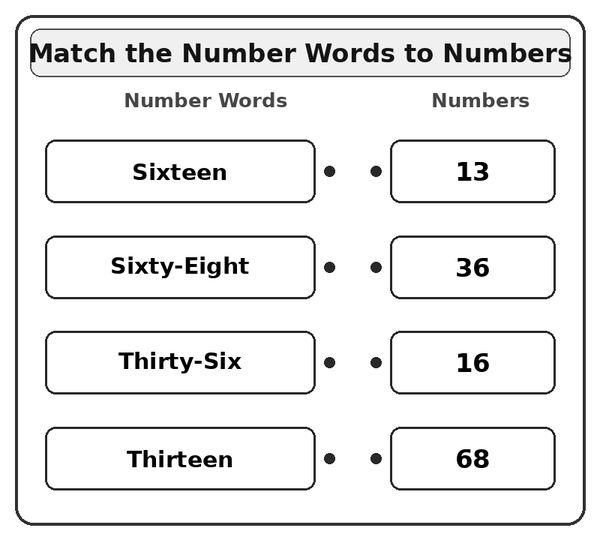 Match the Number Words to Numbers
Number Words Numbers
Sixteen 13
Sixty-Eight 36
Thirty-Six 16
Thirteen 68